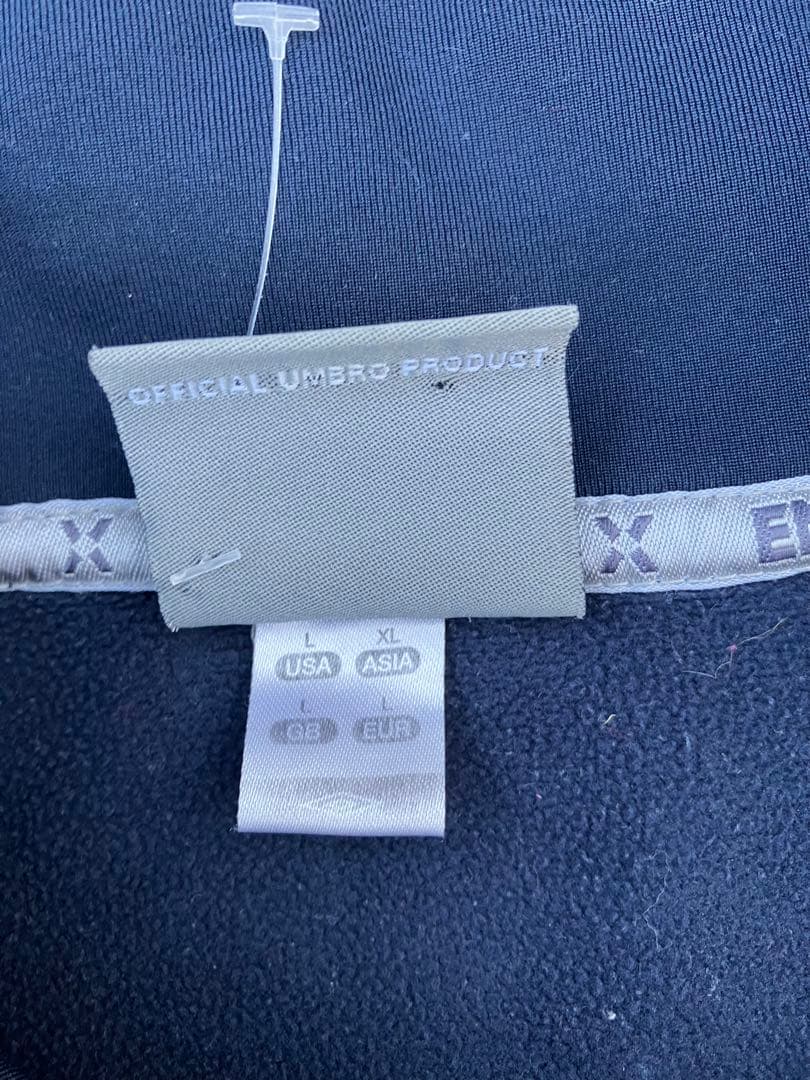 OFFICIAL UMBRO PRODUCT
X X
L XL
USA ASIA
L L
GB EUR